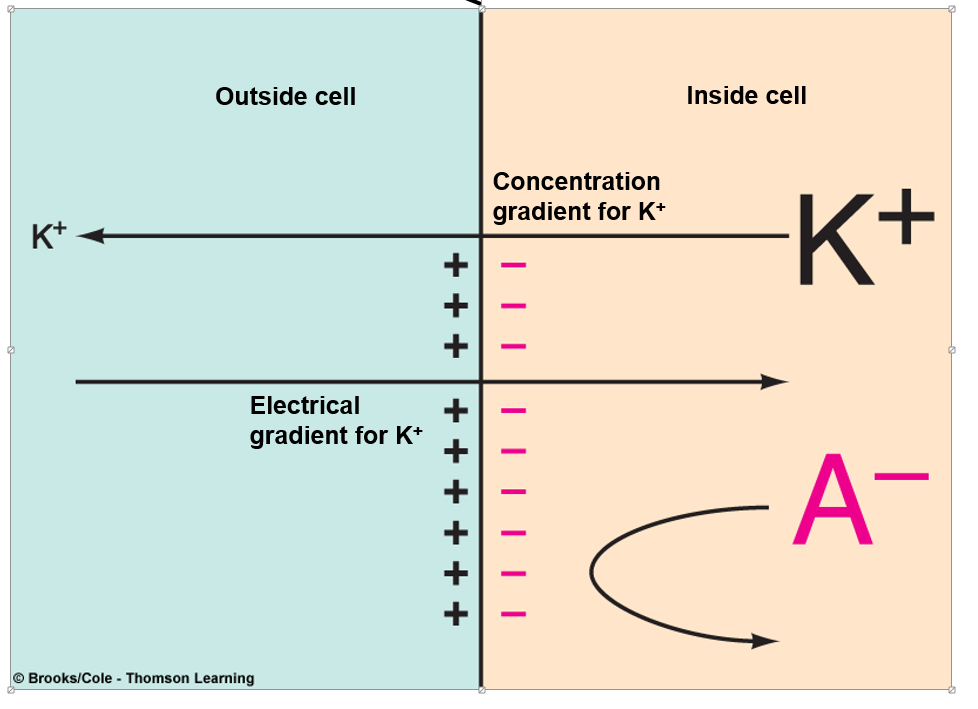 Outside cell
Inside cell
Concentration
gradient for K⁺
K⁺
K⁺
+ −
+ −
+ −
Electrical
gradient for K⁺
+ −
+ −
+ −
+ −
+ −
+ −
A⁻
© Brooks/Cole - Thomson Learning